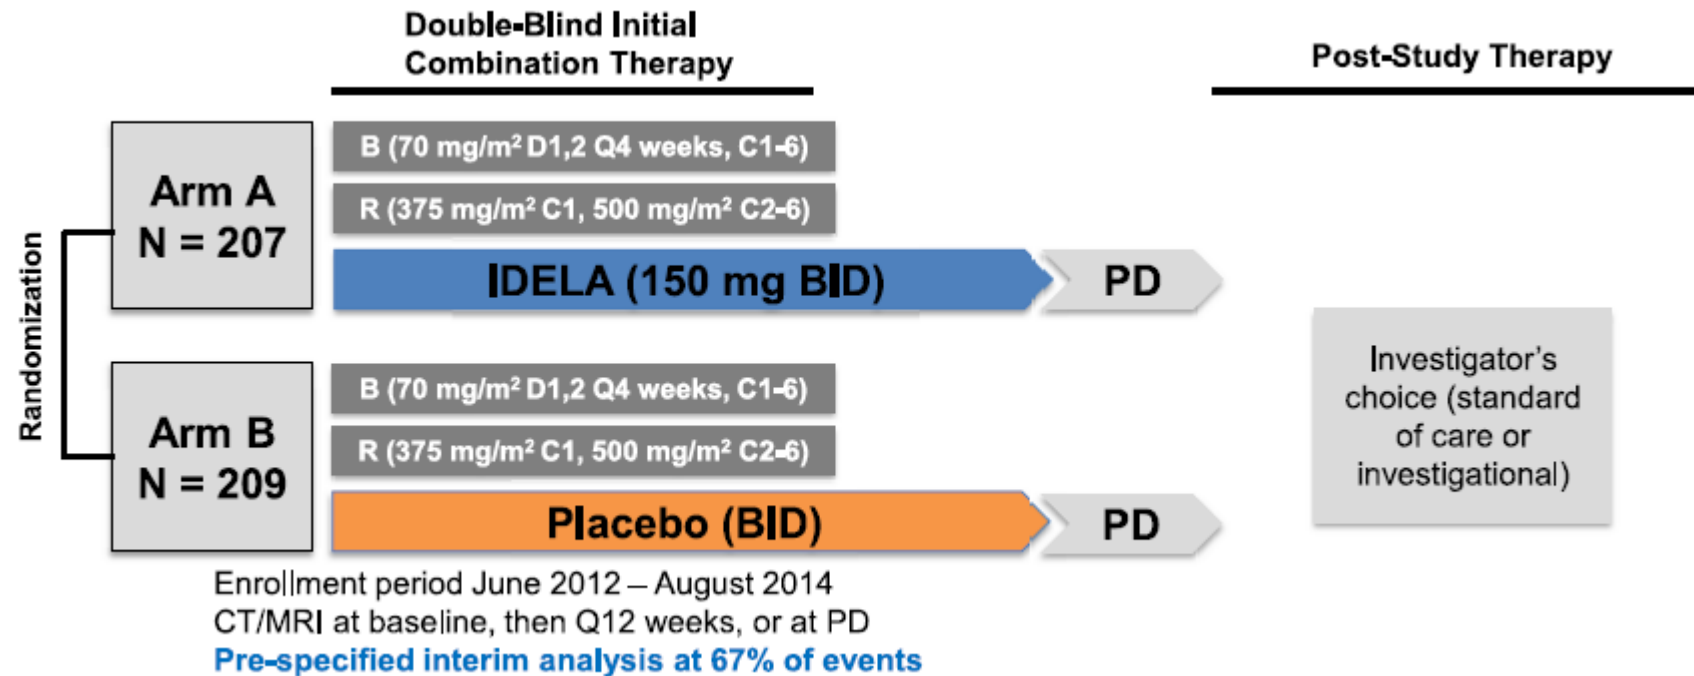 Double-Blind Initial
Combination Therapy
Post-Study Therapy
Randomization
Arm A
N = 207
B (70 mg/m² D1,2 Q4 weeks, C1-6)
R (375 mg/m² C1, 500 mg/m² C2-6)
IDELA (150 mg BID)
PD
Arm B
N = 209
B (70 mg/m² D1,2 Q4 weeks, C1-6)
R (375 mg/m² C1, 500 mg/m² C2-6)
Placebo (BID)
PD
Investigator's
choice (standard
of care or
investigational)
Enrollment period June 2012 – August 2014
CT/MRI at baseline, then Q12 weeks, or at PD
Pre-specified interim analysis at 67% of events